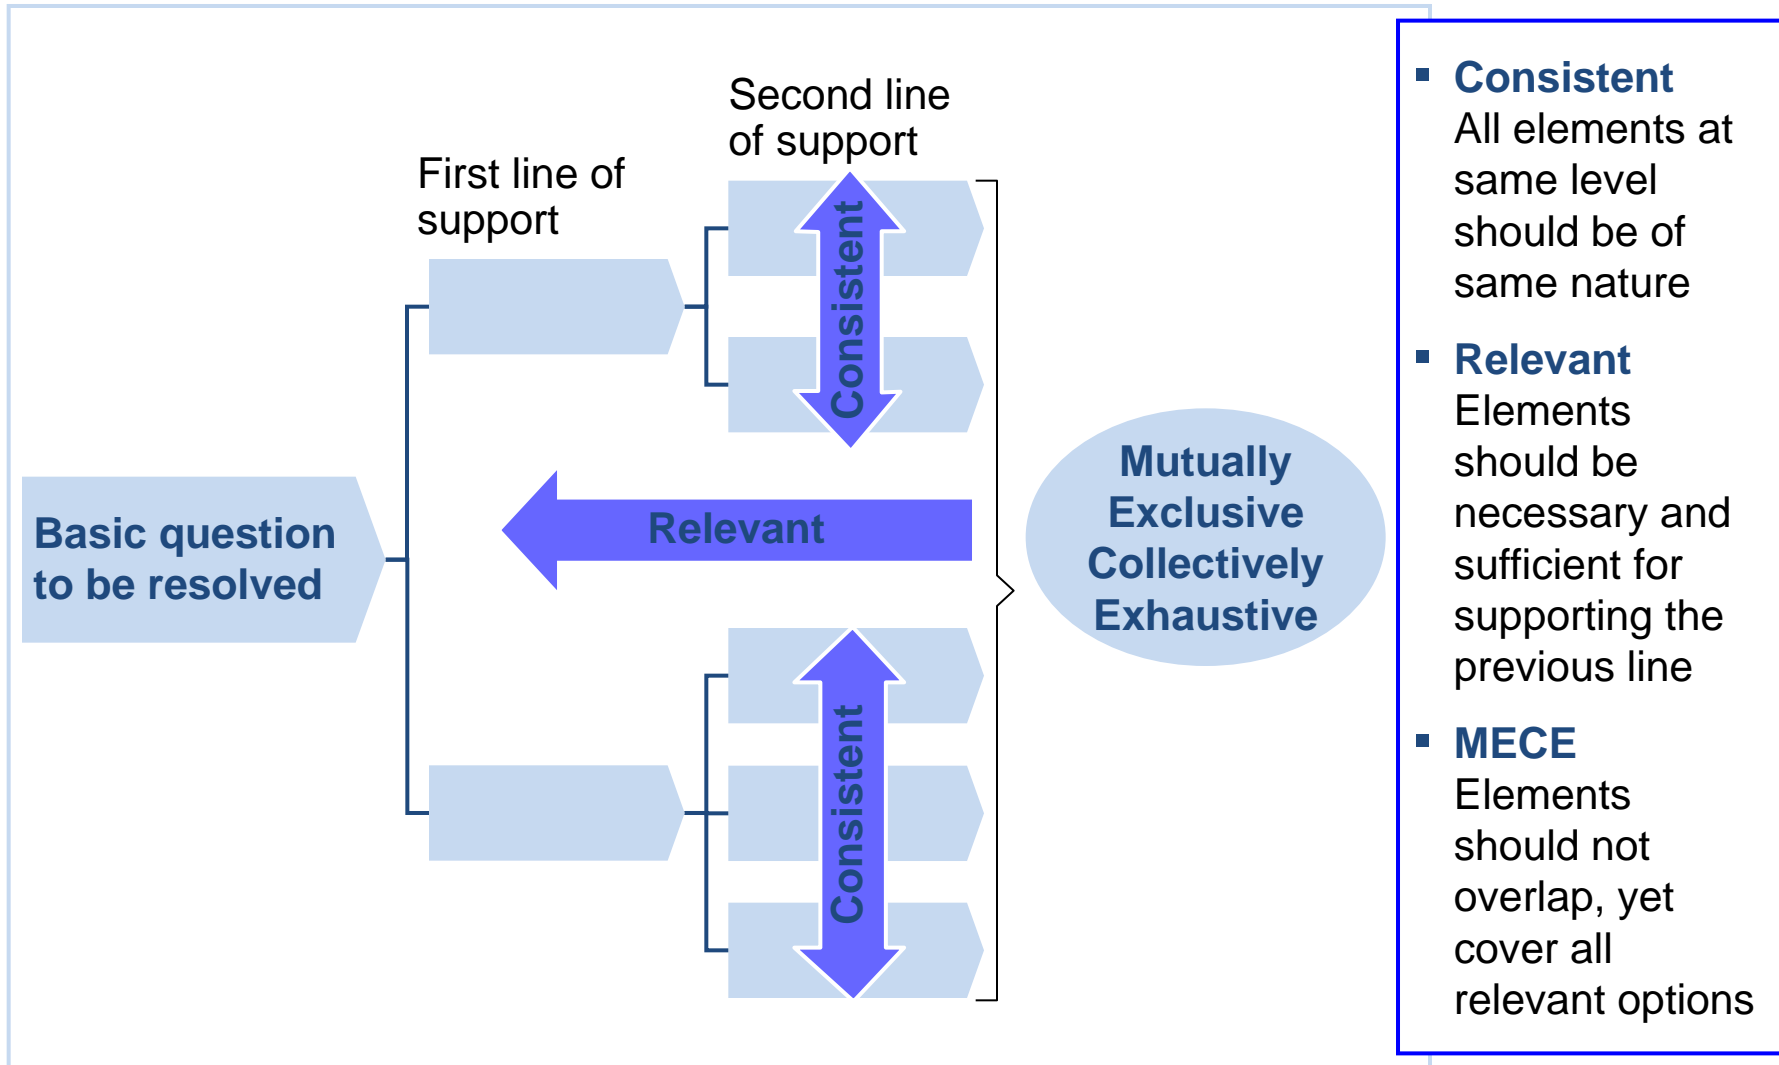 Second line
of support
First line of
support
Consistent
Basic question
to be resolved
Relevant
Consistent
Mutually
Exclusive
Collectively
Exhaustive
Consistent
All elements at
same level
should be of
same nature
Relevant
Elements
should be
necessary and
sufficient for
supporting the
previous line
MECE
Elements
should not
overlap, yet
cover all
relevant options